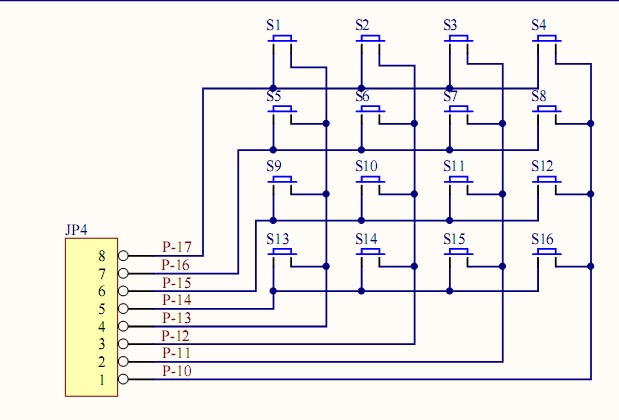 S1 S2 S3 S4
S5 S6 S7 S8
S9 S10 S11 S12
S13 S14 S15 S16
JP4
8 P-17
7 P-16
6 P-15
5 P-14
4 P-13
3 P-12
2 P-11
1 P-10